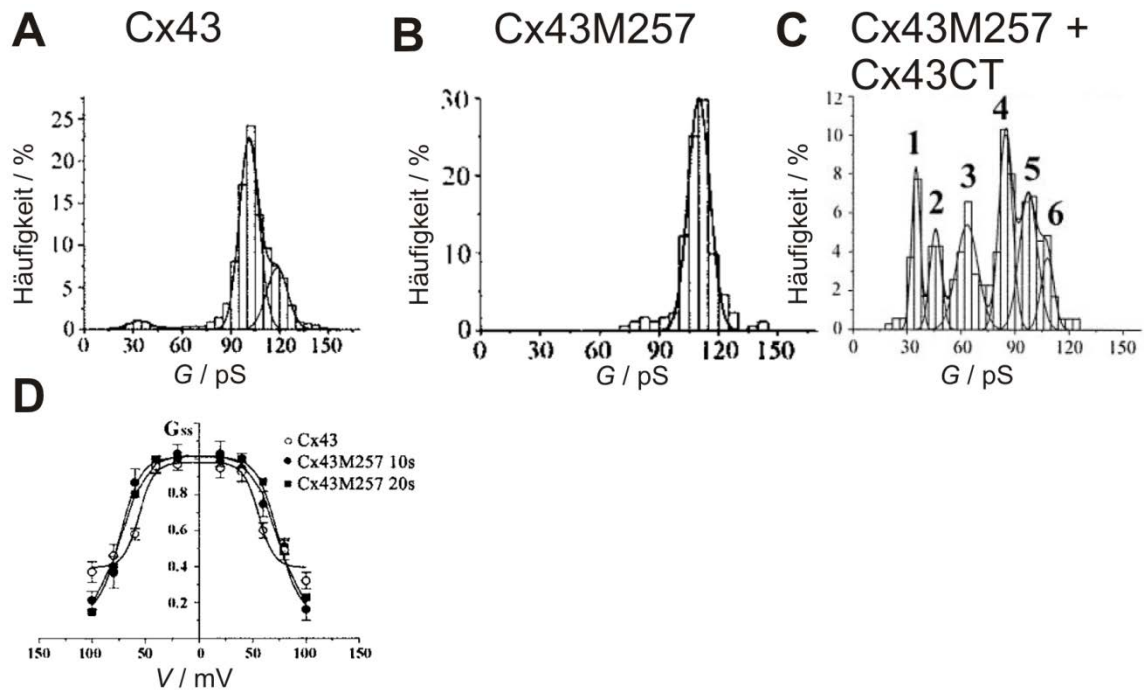 A Cx43
25
20
15
10
5
0
Häufigkeit / %
0 30 60 90 120 150
G / pS
B Cx43M257
30
20
10
0
Häufigkeit / %
0 30 60 90 120 150
G / pS
C Cx43M257 +
Cx43CT
12
10
8
6
4
2
0
Häufigkeit / %
1
2
3
4
5
6
0 30 60 90 120 150
G / pS
D
Gss
Cx43
Cx43M257 10s
Cx43M257 20s
0.8
0.6
0.4
0.2
150 100 50 0 50 100 150
V / mV